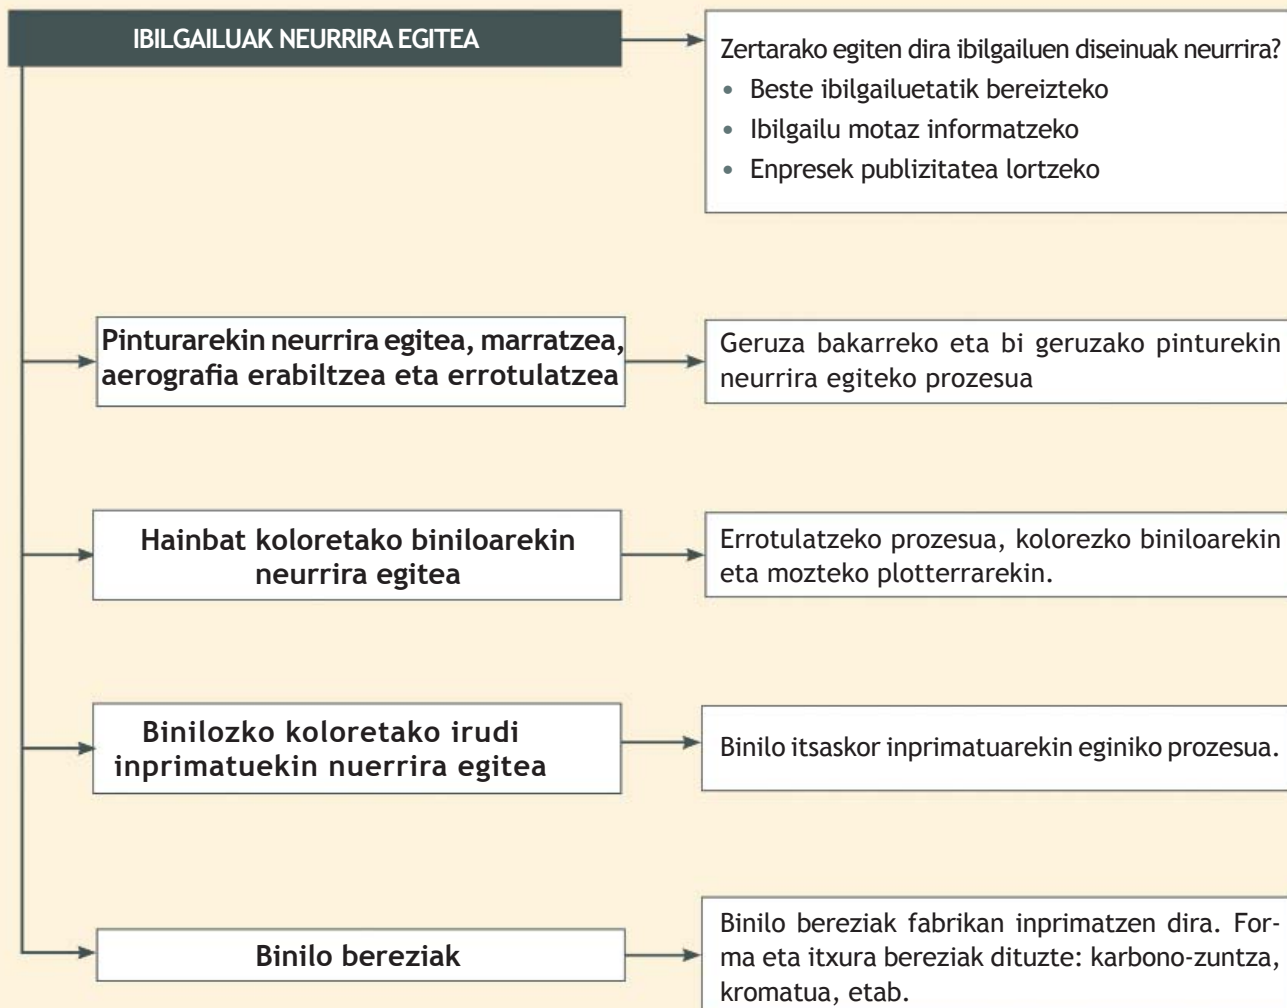 IBILGAILUAK NEURRIRA EGITEA
Zertarako egiten dira ibilgailuen diseinuak neurrira?
• Beste ibilgailuetatik bereizteko
• Ibilgailu motaz informatzeko
• Enpresek publizitatea lortzeko
Pinturarekin neurrira egitea, marratzea,
aerografia erabiltzea eta errotulatzea
Geruza bakarreko eta bi geruzako pinturekin
neurrira egiteko prozesua
Hainbat koloretako biniloarekin
neurrira egitea
Errotulatzeko prozesua, kolorezko biniloarekin
eta mozteko plotterrarekin.
Binilozko koloretako irudi
inprimatuekin nuerrira egitea
Binilo itsaskor inprimatuarekin eginiko prozesua.
Binilo bereziak
Binilo bereziak fabrikan inprimatzen dira. For-
ma eta itxura bereziak dituzte: karbono-zuntza,
kromatua, etab.